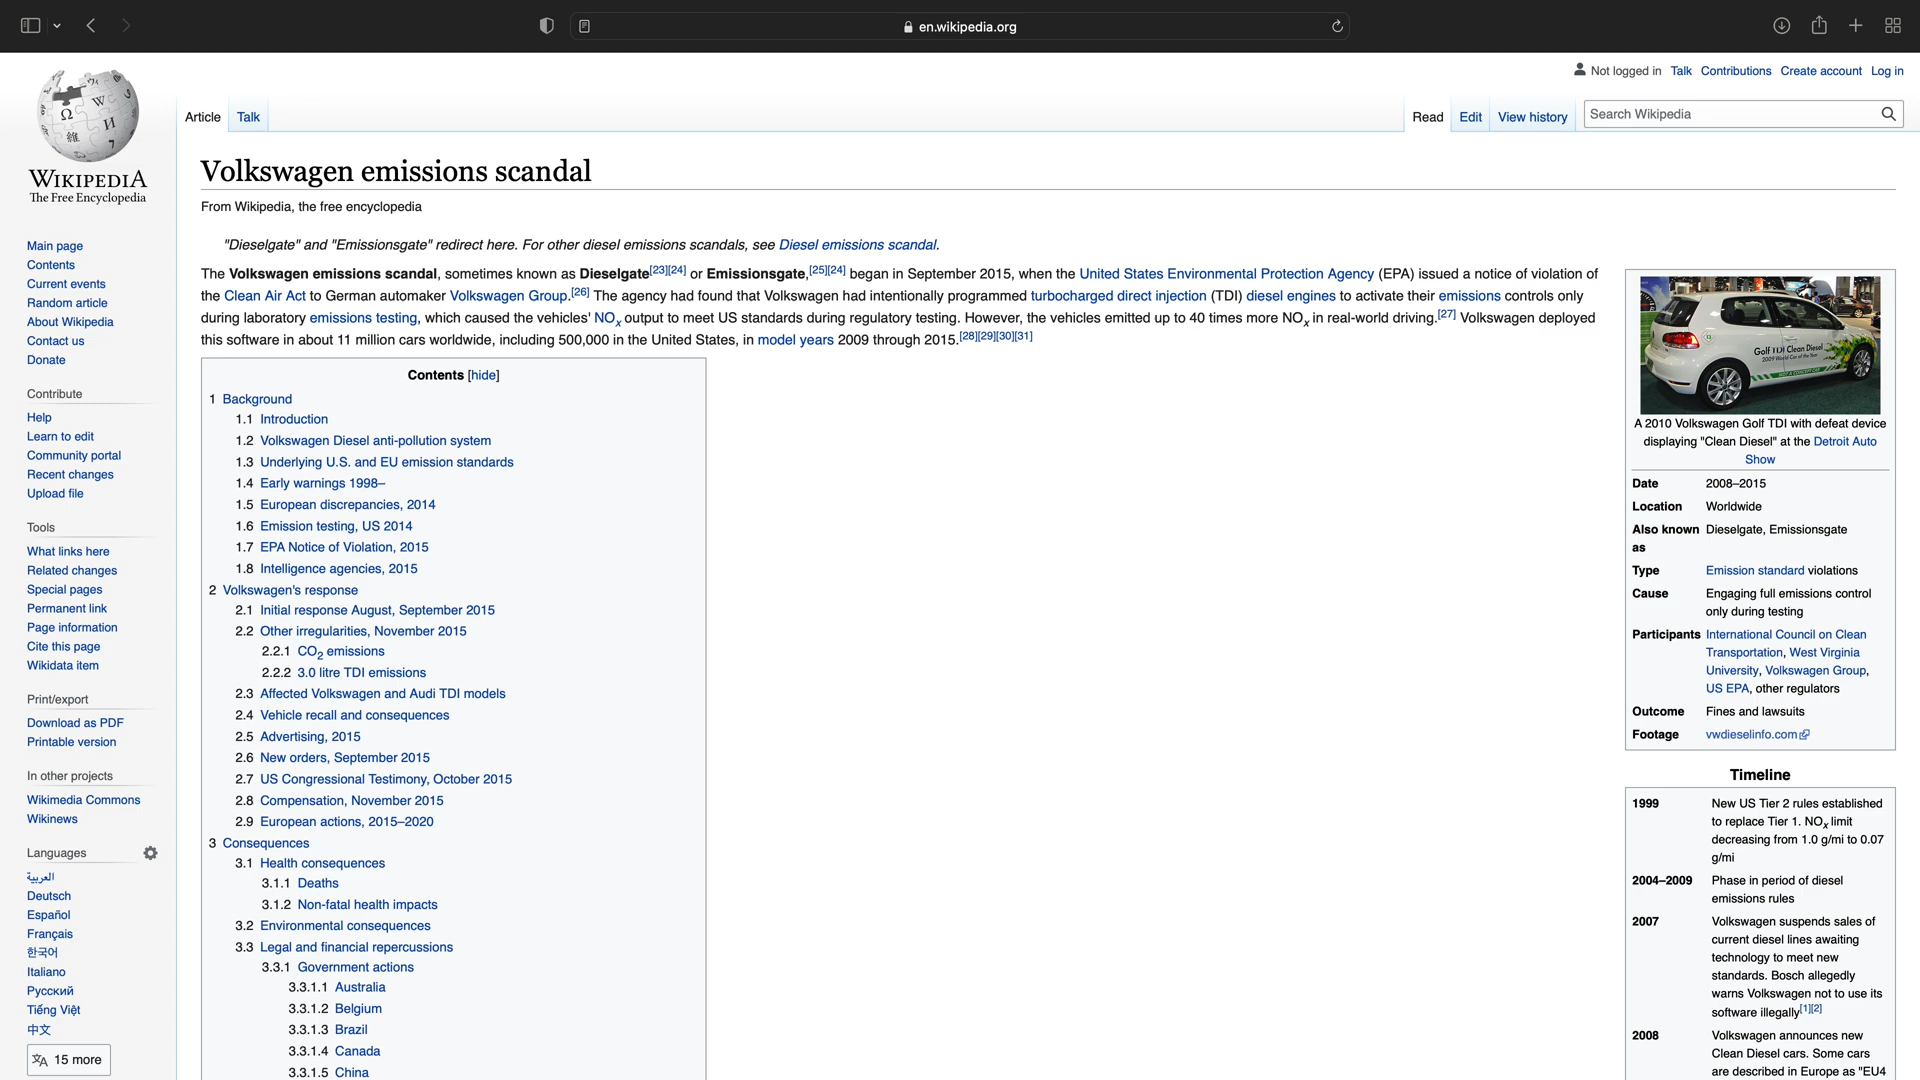 en.wikipedia.org
Not logged in Talk Contributions Create account Log in
Article Talk
Read Edit View history
Search Wikipedia
WIKIPEDIA
The Free Encyclopedia
Main page
Contents
Current events
Random article
About Wikipedia
Contact us
Donate
Contribute
Help
Learn to edit
Community portal
Recent changes
Upload file
Tools
What links here
Related changes
Special pages
Permanent link
Page information
Cite this page
Wikidata item
Print/export
Download as PDF
Printable version
In other projects
Wikimedia Commons
Wikinews
Languages
العربية
Deutsch
Español
Français
한국어
Italiano
Русский
Tiếng Việt
中文
15 more
Volkswagen emissions scandal
From Wikipedia, the free encyclopedia
"Dieselgate" and "Emissionsgate" redirect here. For other diesel emissions scandals, see Diesel emissions scandal.
The Volkswagen emissions scandal, sometimes known as Dieselgate[23][24] or Emissionsgate,[25][24] began in September 2015, when the United States Environmental Protection Agency (EPA) issued a notice of violation of
the Clean Air Act to German automaker Volkswagen Group.[26] The agency had found that Volkswagen had intentionally programmed turbocharged direct injection (TDI) diesel engines to activate their emissions controls only
during laboratory emissions testing, which caused the vehicles' NOx output to meet US standards during regulatory testing. However, the vehicles emitted up to 40 times more NOx in real-world driving.[27] Volkswagen deployed
this software in about 11 million cars worldwide, including 500,000 in the United States, in model years 2009 through 2015.[28][29][30][31]
Contents [hide]
1 Background
1.1 Introduction
1.2 Volkswagen Diesel anti-pollution system
1.3 Underlying U.S. and EU emission standards
1.4 Early warnings 1998–
1.5 European discrepancies, 2014
1.6 Emission testing, US 2014
1.7 EPA Notice of Violation, 2015
1.8 Intelligence agencies, 2015
2 Volkswagen's response
2.1 Initial response August, September 2015
2.2 Other irregularities, November 2015
2.2.1 CO2 emissions
2.2.2 3.0 litre TDI emissions
2.3 Affected Volkswagen and Audi TDI models
2.4 Vehicle recall and consequences
2.5 Advertising, 2015
2.6 New orders, September 2015
2.7 US Congressional Testimony, October 2015
2.8 Compensation, November 2015
2.9 European actions, 2015–2020
3 Consequences
3.1 Health consequences
3.1.1 Deaths
3.1.2 Non-fatal health impacts
3.2 Environmental consequences
3.3 Legal and financial repercussions
3.3.1 Government actions
3.3.1.1 Australia
3.3.1.2 Belgium
3.3.1.3 Brazil
3.3.1.4 Canada
3.3.1.5 China
Golf TDI Clean Diesel
2009 World Car of the Year
A 2010 Volkswagen Golf TDI with defeat device
displaying "Clean Diesel" at the Detroit Auto
Show
Date 2008–2015
Location Worldwide
Also known Dieselgate, Emissionsgate
as
Type Emission standard violations
Cause Engaging full emissions control
only during testing
Participants International Council on Clean
Transportation, West Virginia
University, Volkswagen Group,
US EPA, other regulators
Outcome Fines and lawsuits
Footage vwdieselinfo.com
Timeline
1999 New US Tier 2 rules established
to replace Tier 1. NOx limit
decreasing from 1.0 g/mi to 0.07
g/mi
2004–2009 Phase in period of diesel
emissions rules
2007 Volkswagen suspends sales of
current diesel lines awaiting
technology to meet new
standards. Bosch allegedly
warns Volkswagen not to use its
software illegally[1][2]
2008 Volkswagen announces new
Clean Diesel cars. Some cars
are described in Europe as "EU4